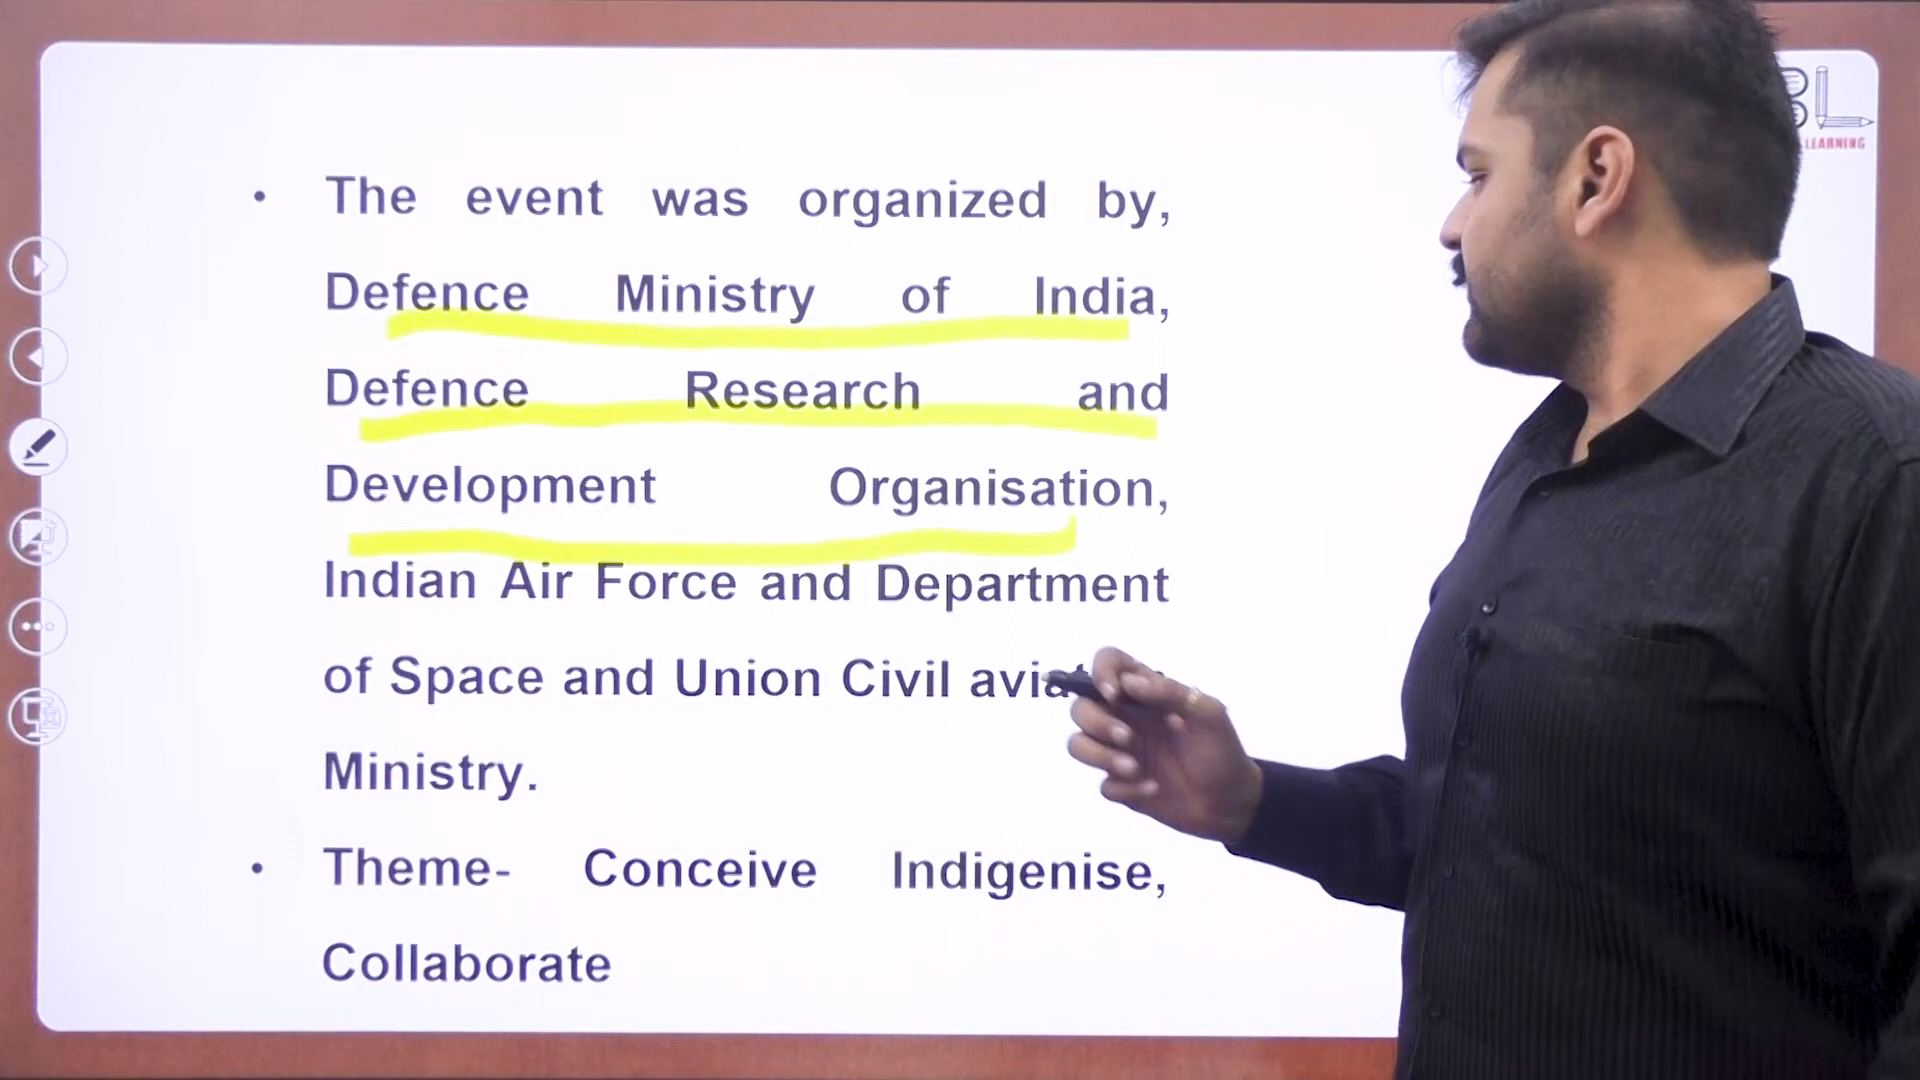 • The event was organized by,
Defence Ministry of India,
Defence Research and
Development Organisation,
Indian Air Force and Department
of Space and Union Civil
Ministry.
• Theme- Conceive Indigenise,
Collaborate
L
LEARNING